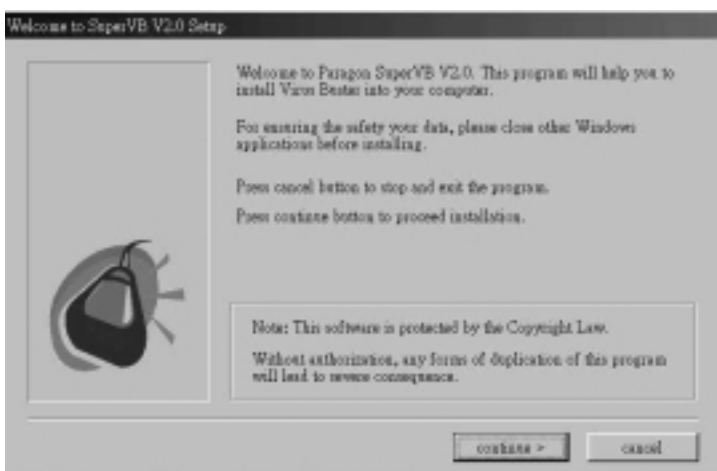 Welcome to SuperVB V2.0 Setup
Welcome to Paragon SuperVB V2.0. This program will help you to
install Virus Buster into your computer.
For ensuring the safety your data, please close other Windows
applications before installing.
Press cancel button to stop and exit the program.
Press continue button to proceed installation.
Note: This software is protected by the Copyright Law.
Without authorization, any forms of duplication of this program
will lead to severe consequence.
continue >
cancel